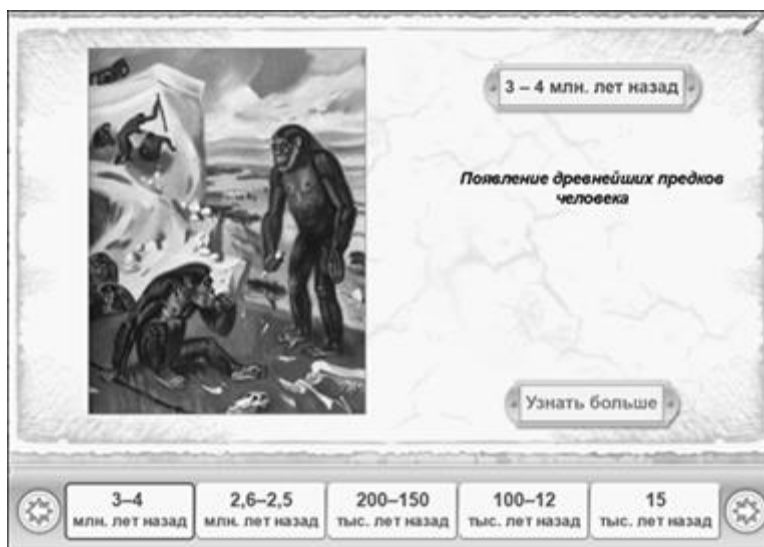 3 – 4 млн. лет назад
Появление древнейших предков
человека
Узнать больше
3–4
млн. лет назад
2,6–2,5
млн. лет назад
200–150
тыс. лет назад
100–12
тыс. лет назад
15
тыс. лет назад